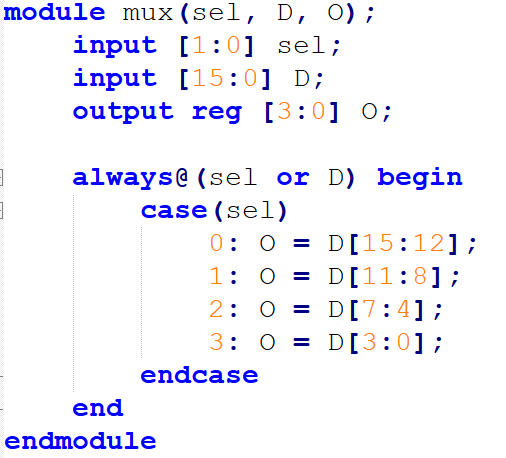 module mux(sel, D, O);
    input [1:0] sel;
    input [15:0] D;
    output reg [3:0] O;

    always@(sel or D) begin
        case(sel)
            0: O = D[15:12];
            1: O = D[11:8];
            2: O = D[7:4];
            3: O = D[3:0];
        endcase
    end
endmodule